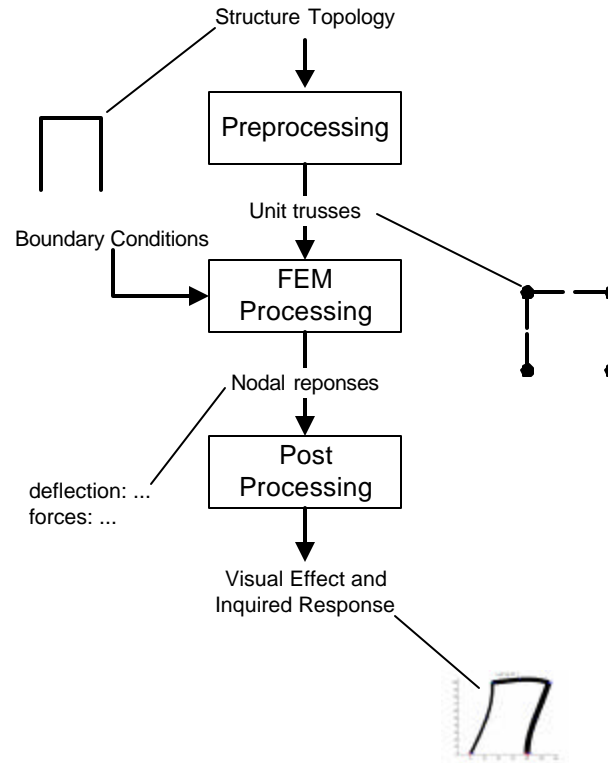 Structure Topology
Preprocessing
Unit trusses
Boundary Conditions
FEM
Processing
Nodal reponses
Post
Processing
deflection: ...
forces: ...
Visual Effect and
Inquired Response